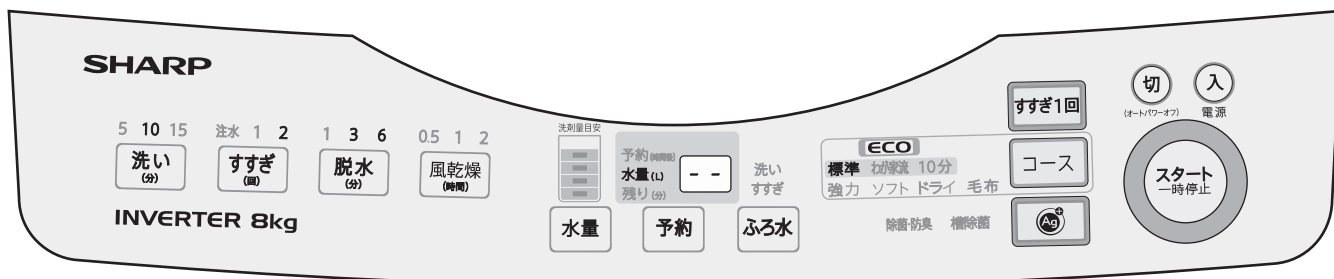 SHARP
5 10 15
洗い
(分)
注水 1 2
すすぎ
(回)
1 3 6
脱水
(分)
0.5 1 2
風乾燥
(時間)
INVERTER 8kg
洗剤量目安
水量
予約(時間後)
水量(L)
残り(分)
--
予約
洗い
すすぎ
ふろ水
ECO
標準 わが家流 10分
強力 ソフト ドライ 毛布
除菌・防臭 槽除菌
すすぎ1回
コース
Ag+
切
(オートパワーオフ)
入
電源
スタート
一時停止